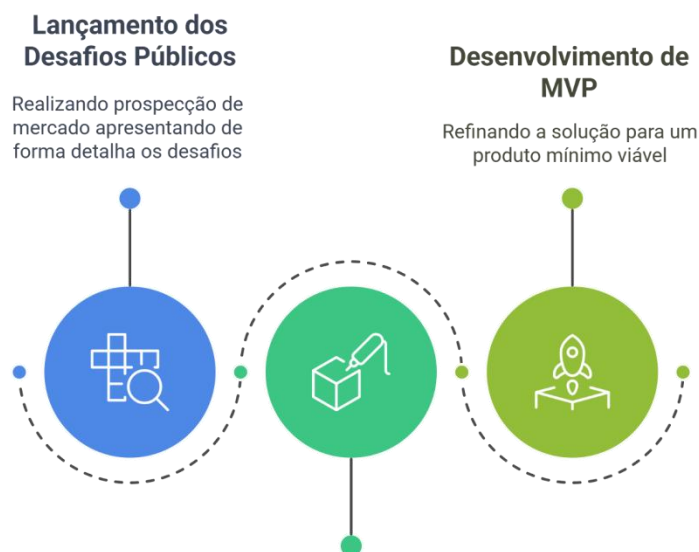 Lançamento dos
Desafios Públicos
Realizando prospecção de
mercado apresentando de
forma detalha os desafios
Desenvolvimento de
MVP
Refinando a solução para um
produto mínimo viável